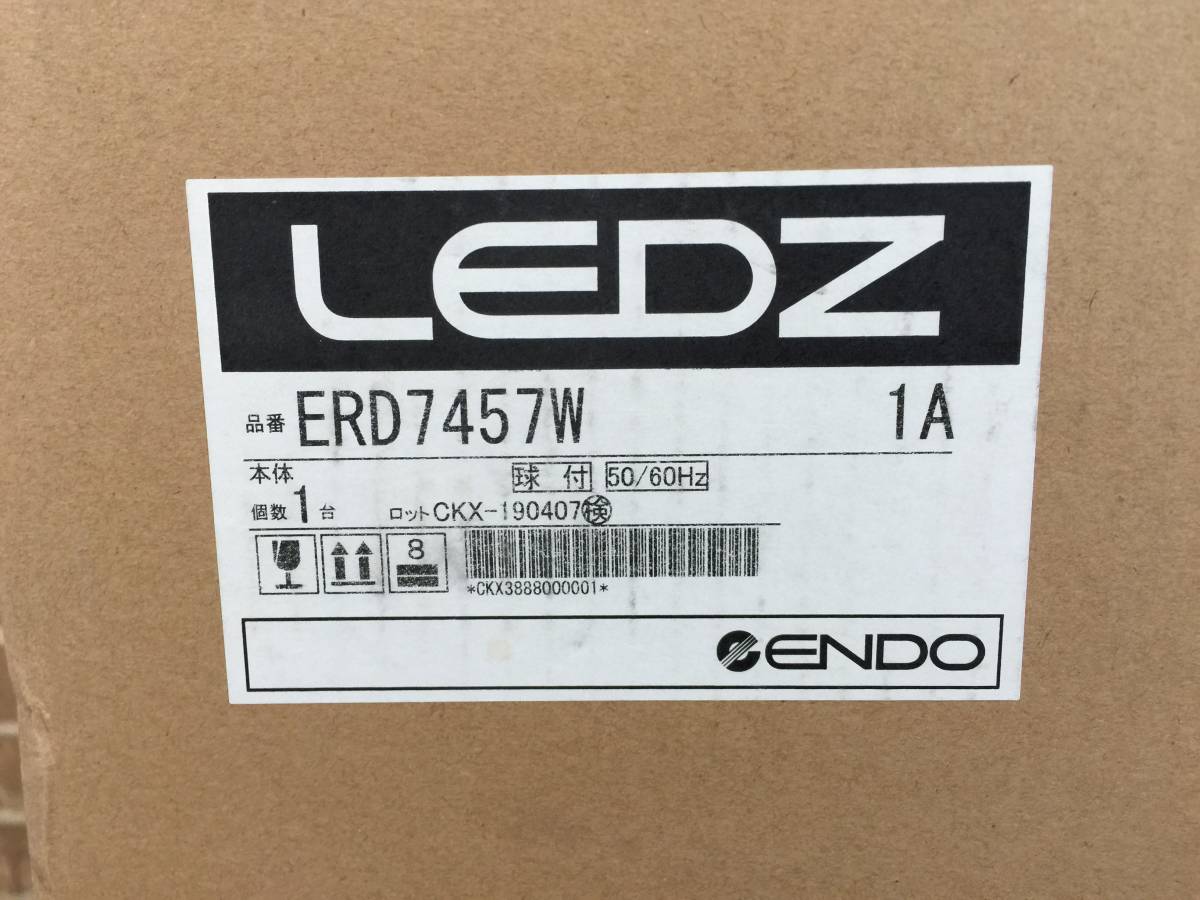 LEDZ
品番 ERD7457W 1A
本体 球付 50/60Hz
個数 1 台 ロット CKX-190407 検
8
*CKX3888000001*
ENDO